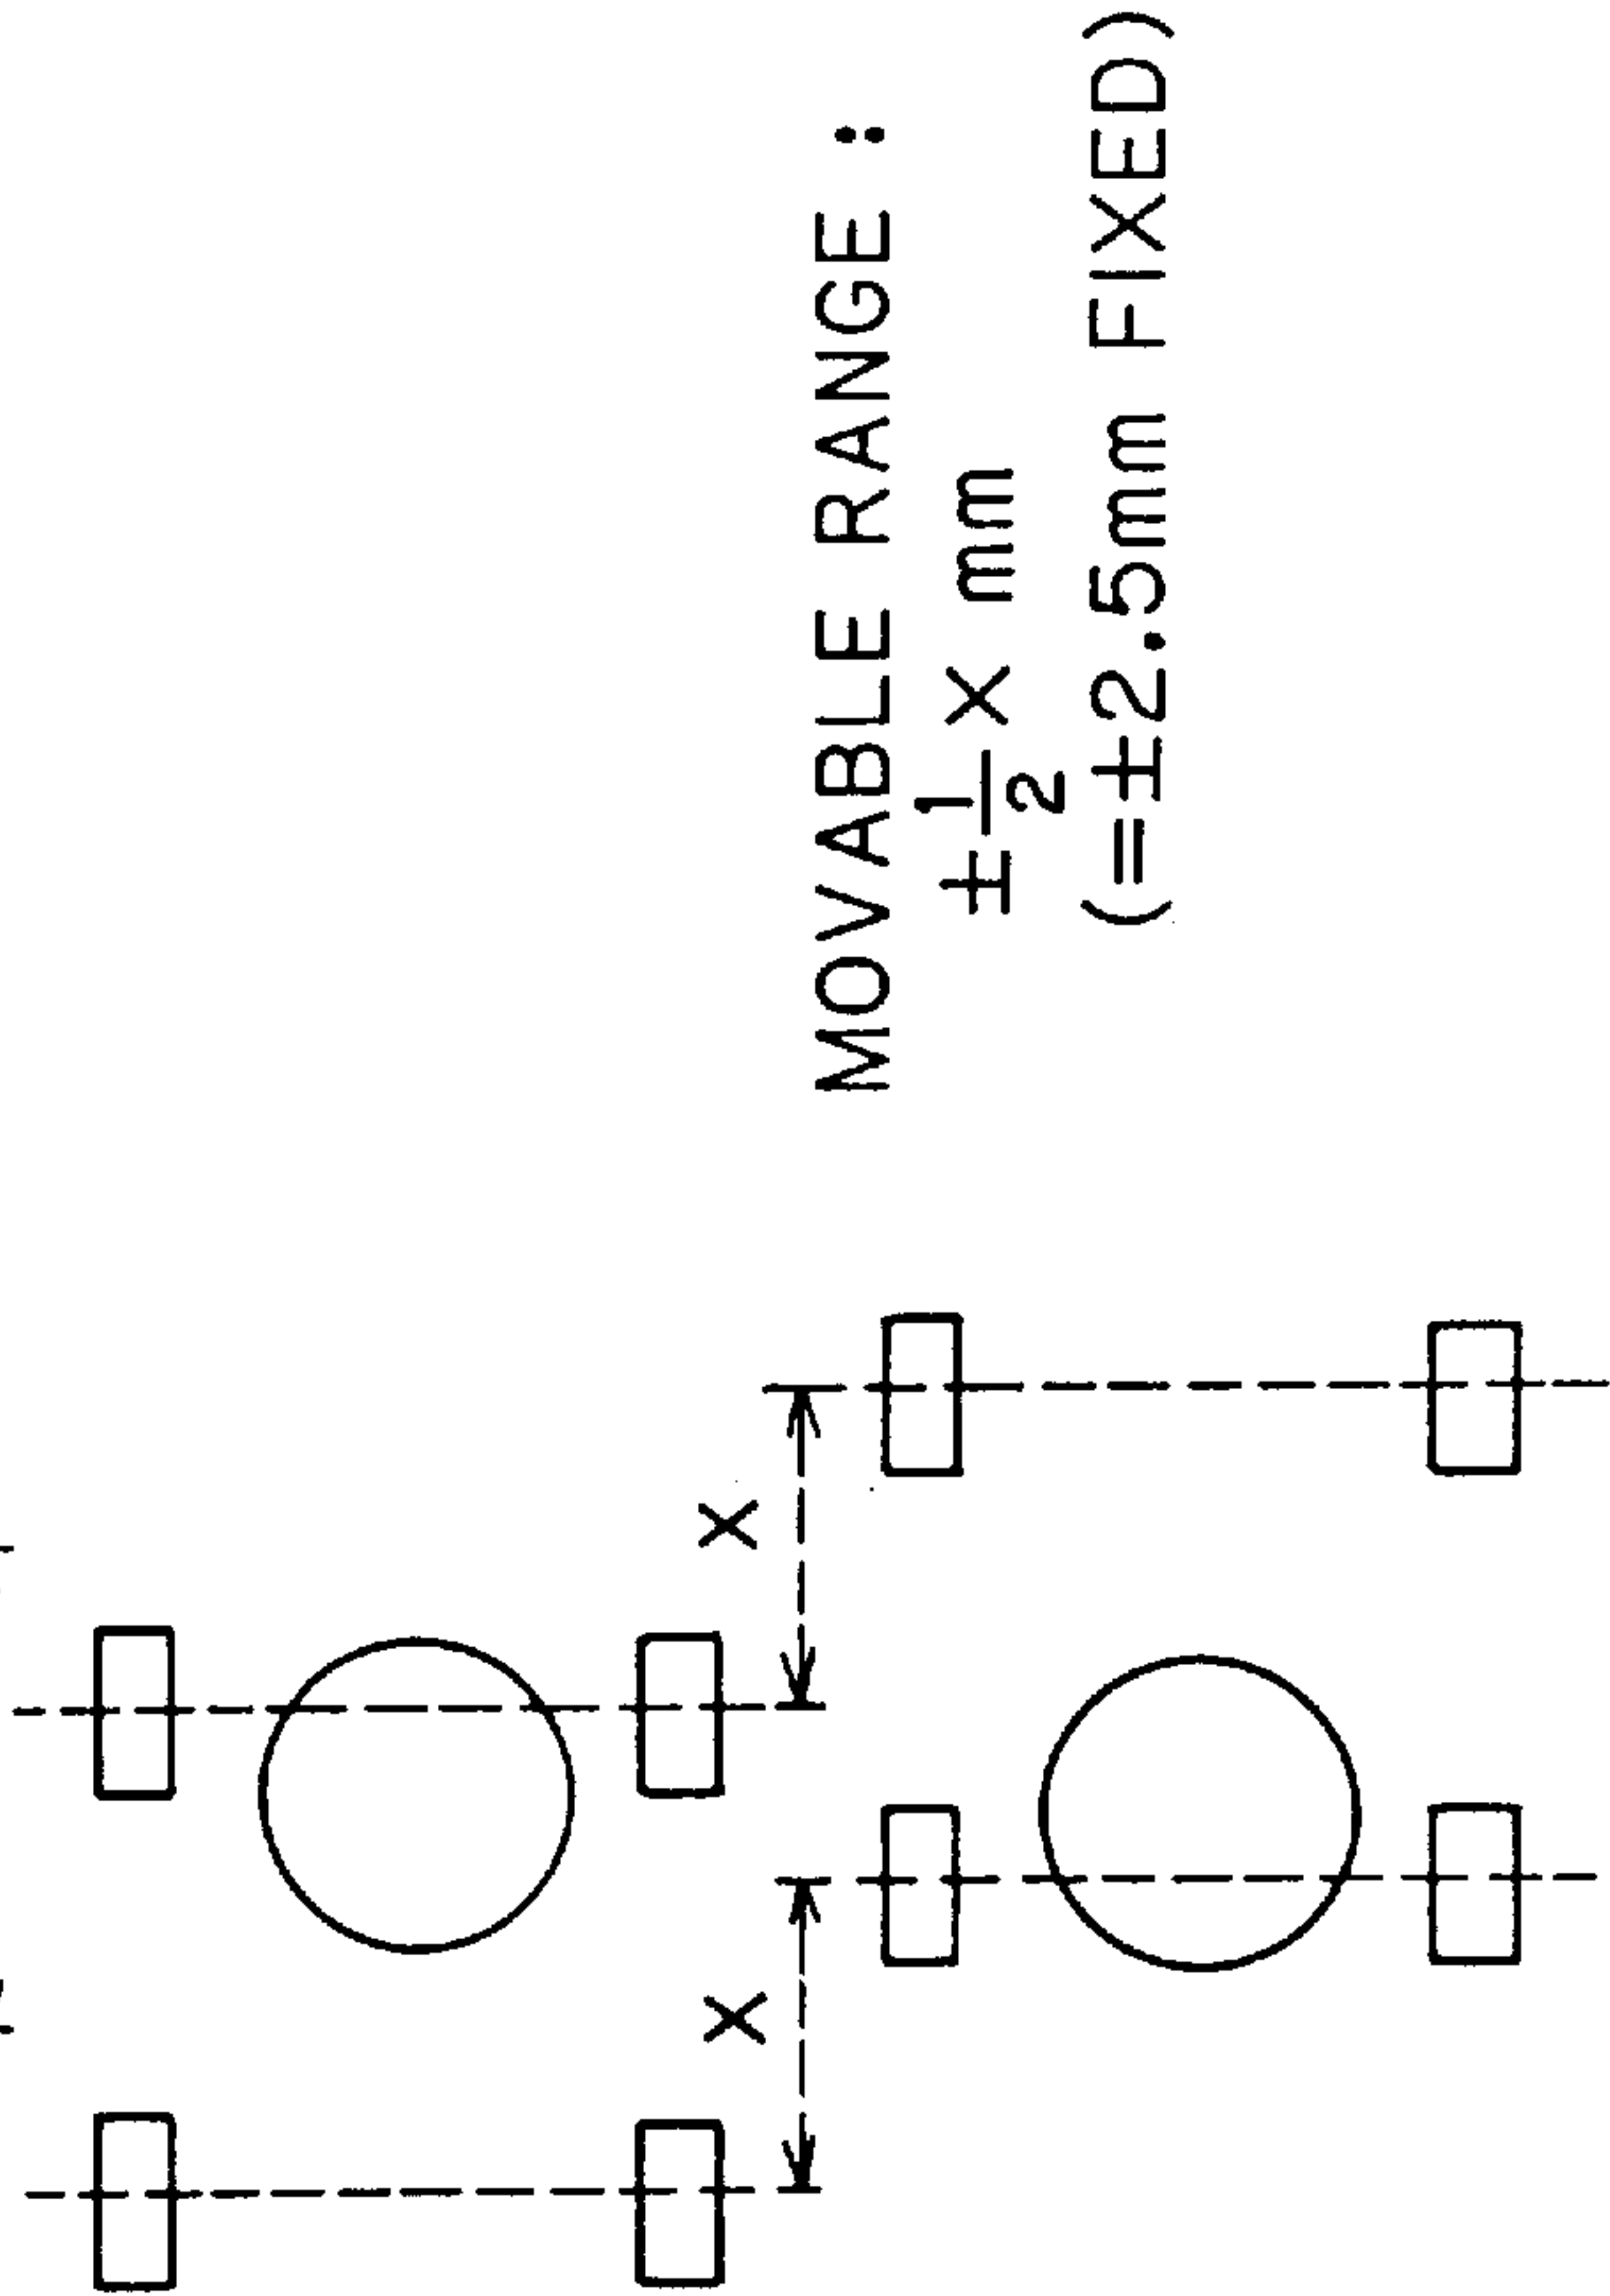 MOVABLE RANGE :
±1/2 X mm
(=±2.5mm FIXED)
X
X